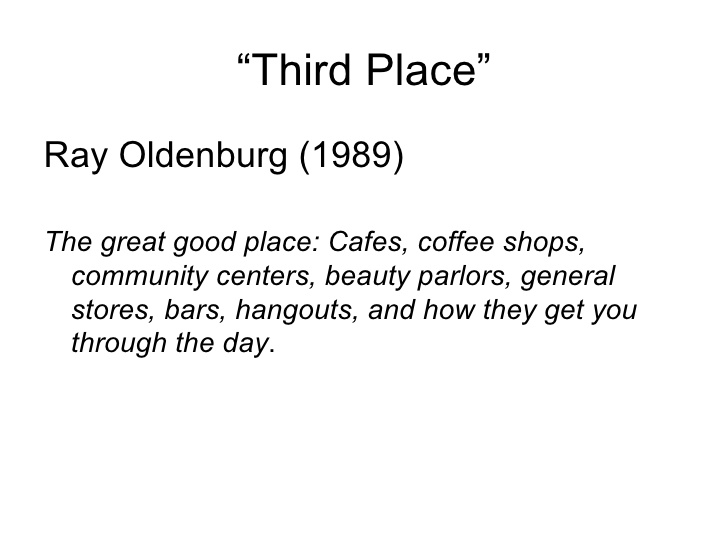 “Third Place”
Ray Oldenburg (1989)
The great good place: Cafes, coffee shops,
community centers, beauty parlors, general
stores, bars, hangouts, and how they get you
through the day.